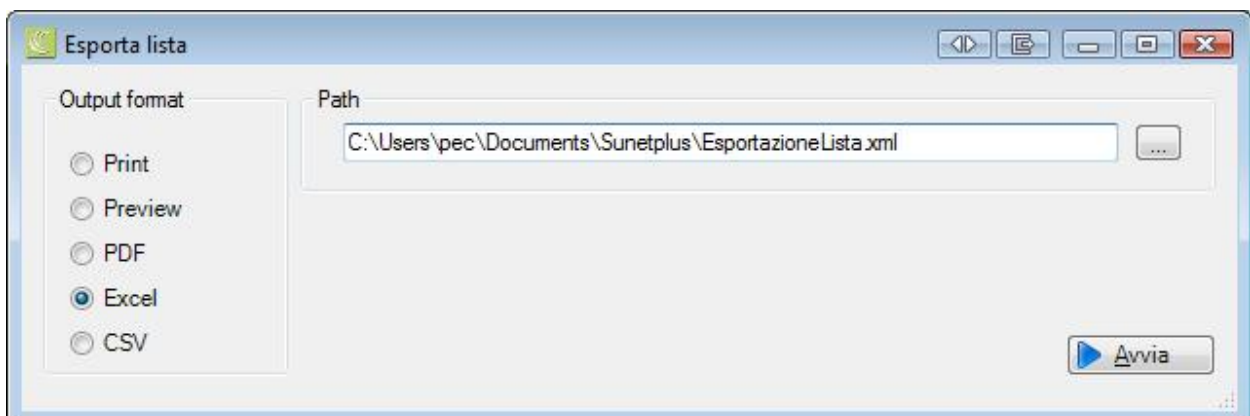 Esporta lista
Output format
Print
Preview
PDF
Excel
CSV
Path
C:\Users\pec\Documents\Sunetplus\EsportazioneLista.xml
...
Avvia